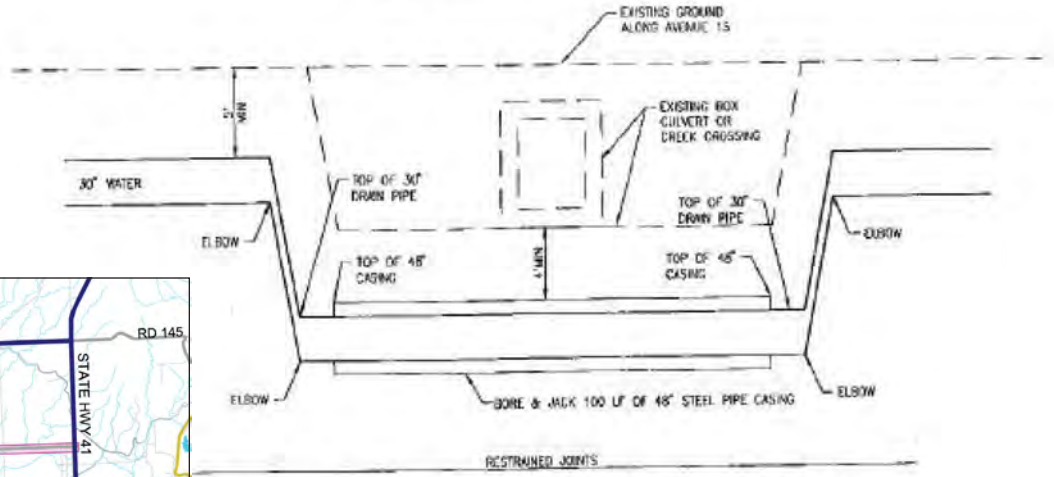 EXISTING GROUND
ALONG AVENUE 15
5'
MIN
EXISTING BOX
CULVERT OR
CREEK CROSSING
30" WATER
TOP OF 30"
DRAIN PIPE
TOP OF 30"
DRAIN PIPE
ELBOW
ELBOW
TOP OF 48"
CASING
4'MIN
TOP OF 48"
CASING
RD 145
STATE HWY 41
ELBOW
BORE & JACK 100 LF OF 48" STEEL PIPE CASING
ELBOW
RESTRAINED JOINTS